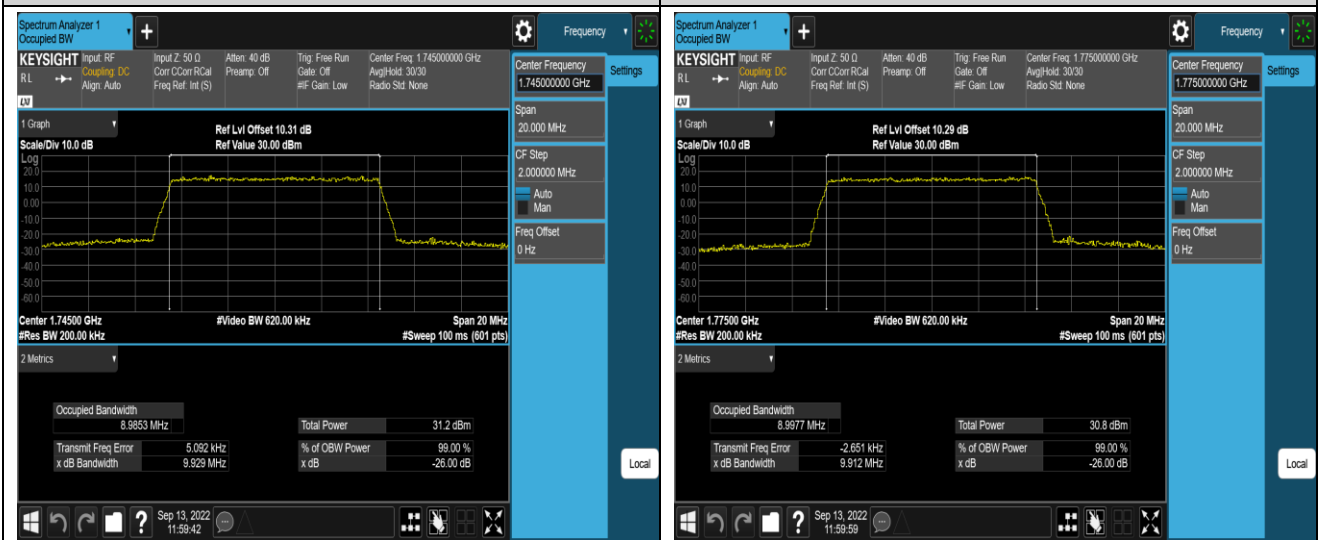 Spectrum Analyzer 1
Occupied BW
+
Frequency
KEYSIGHT Input: RF Input Z: 50 Ω Atten: 40 dB Trig: Free Run Center Freq: 1.745000000 GHz
RL Coupling: DC Corr CCorr RCal Preamp: Off Gate: Off Avg|Hold: 30/30
Align: Auto Freq Ref: Int (S) #IF Gain: Low Radio Std: None
LXI
Center Frequency
1.745000000 GHz
Settings
Span
20.000 MHz
CF Step
2.000000 MHz
Auto
Man
Freq Offset
0 Hz
Local
1 Graph
Ref Lvl Offset 10.31 dB
Scale/Div 10.0 dB Ref Value 30.00 dBm
Log
20.0
10.0
0.00
-10.0
-20.0
-30.0
-40.0
-50.0
-60.0
Center 1.74500 GHz #Video BW 620.00 kHz Span 20 MHz
#Res BW 200.00 kHz #Sweep 100 ms (601 pts)
2 Metrics
Occupied Bandwidth
8.9853 MHz Total Power 31.2 dBm
Transmit Freq Error 5.092 kHz % of OBW Power 99.00 %
x dB Bandwidth 9.929 MHz x dB -26.00 dB
? Sep 13, 2022
11:59:42
Spectrum Analyzer 1
Occupied BW
+
Frequency
KEYSIGHT Input: RF Input Z: 50 Ω Atten: 40 dB Trig: Free Run Center Freq: 1.775000000 GHz
RL Coupling: DC Corr CCorr RCal Preamp: Off Gate: Off Avg|Hold: 30/30
Align: Auto Freq Ref: Int (S) #IF Gain: Low Radio Std: None
LXI
Center Frequency
1.775000000 GHz
Settings
Span
20.000 MHz
CF Step
2.000000 MHz
Auto
Man
Freq Offset
0 Hz
Local
1 Graph
Ref Lvl Offset 10.29 dB
Scale/Div 10.0 dB Ref Value 30.00 dBm
Log
20.0
10.0
0.00
-10.0
-20.0
-30.0
-40.0
-50.0
-60.0
Center 1.77500 GHz #Video BW 620.00 kHz Span 20 MHz
#Res BW 200.00 kHz #Sweep 100 ms (601 pts)
2 Metrics
Occupied Bandwidth
8.9977 MHz Total Power 30.8 dBm
Transmit Freq Error -2.651 kHz % of OBW Power 99.00 %
x dB Bandwidth 9.912 MHz x dB -26.00 dB
? Sep 13, 2022
11:59:59